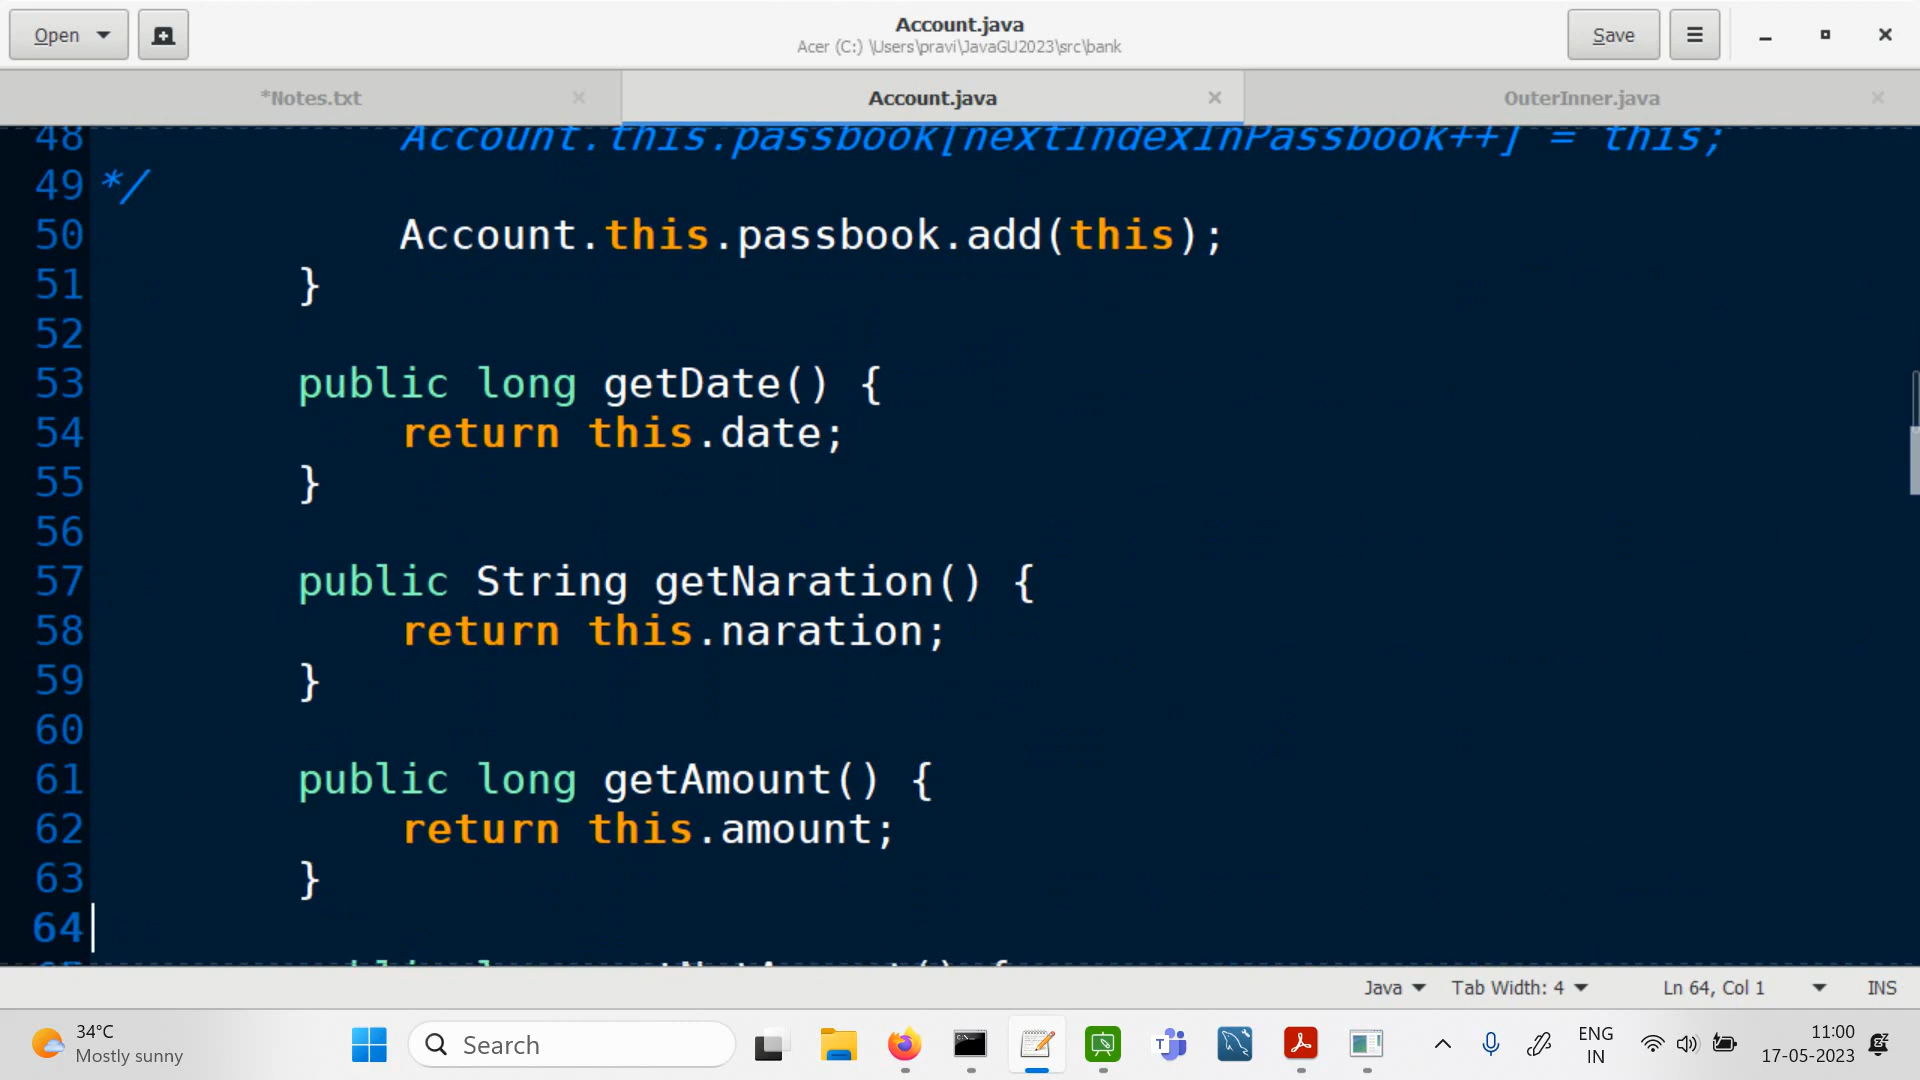 Open
Account.java
Acer (C:) \Users\pravi\JavaGU2023\src\bank
Save
*Notes.txt
Account.java
OuterInner.java
48 Account.this.passbook[nextIndexInPassbook++] = this;
49 */
50 Account.this.passbook.add(this);
51 }
52
53 public long getDate() {
54 return this.date;
55 }
56
57 public String getNaration() {
58 return this.naration;
59 }
60
61 public long getAmount() {
62 return this.amount;
63 }
64
Java
Tab Width: 4
Ln 64, Col 1
INS
34°C
Mostly sunny
Search
ENG
IN
11:00
17-05-2023